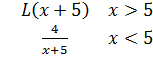 L(x + 5)   x > 5
4/(x+5)   x < 5